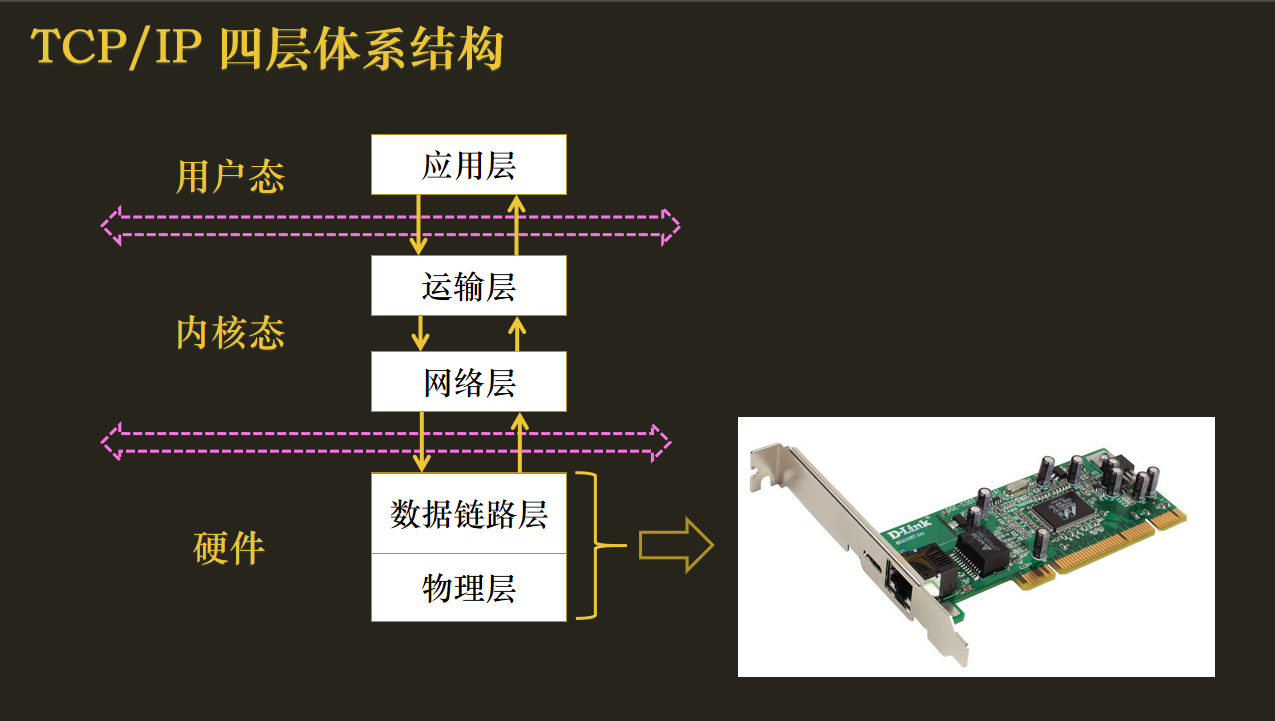 TCP/IP 四层体系结构
用户态
应用层
运输层
内核态
网络层
数据链路层
硬件
物理层
D-Link